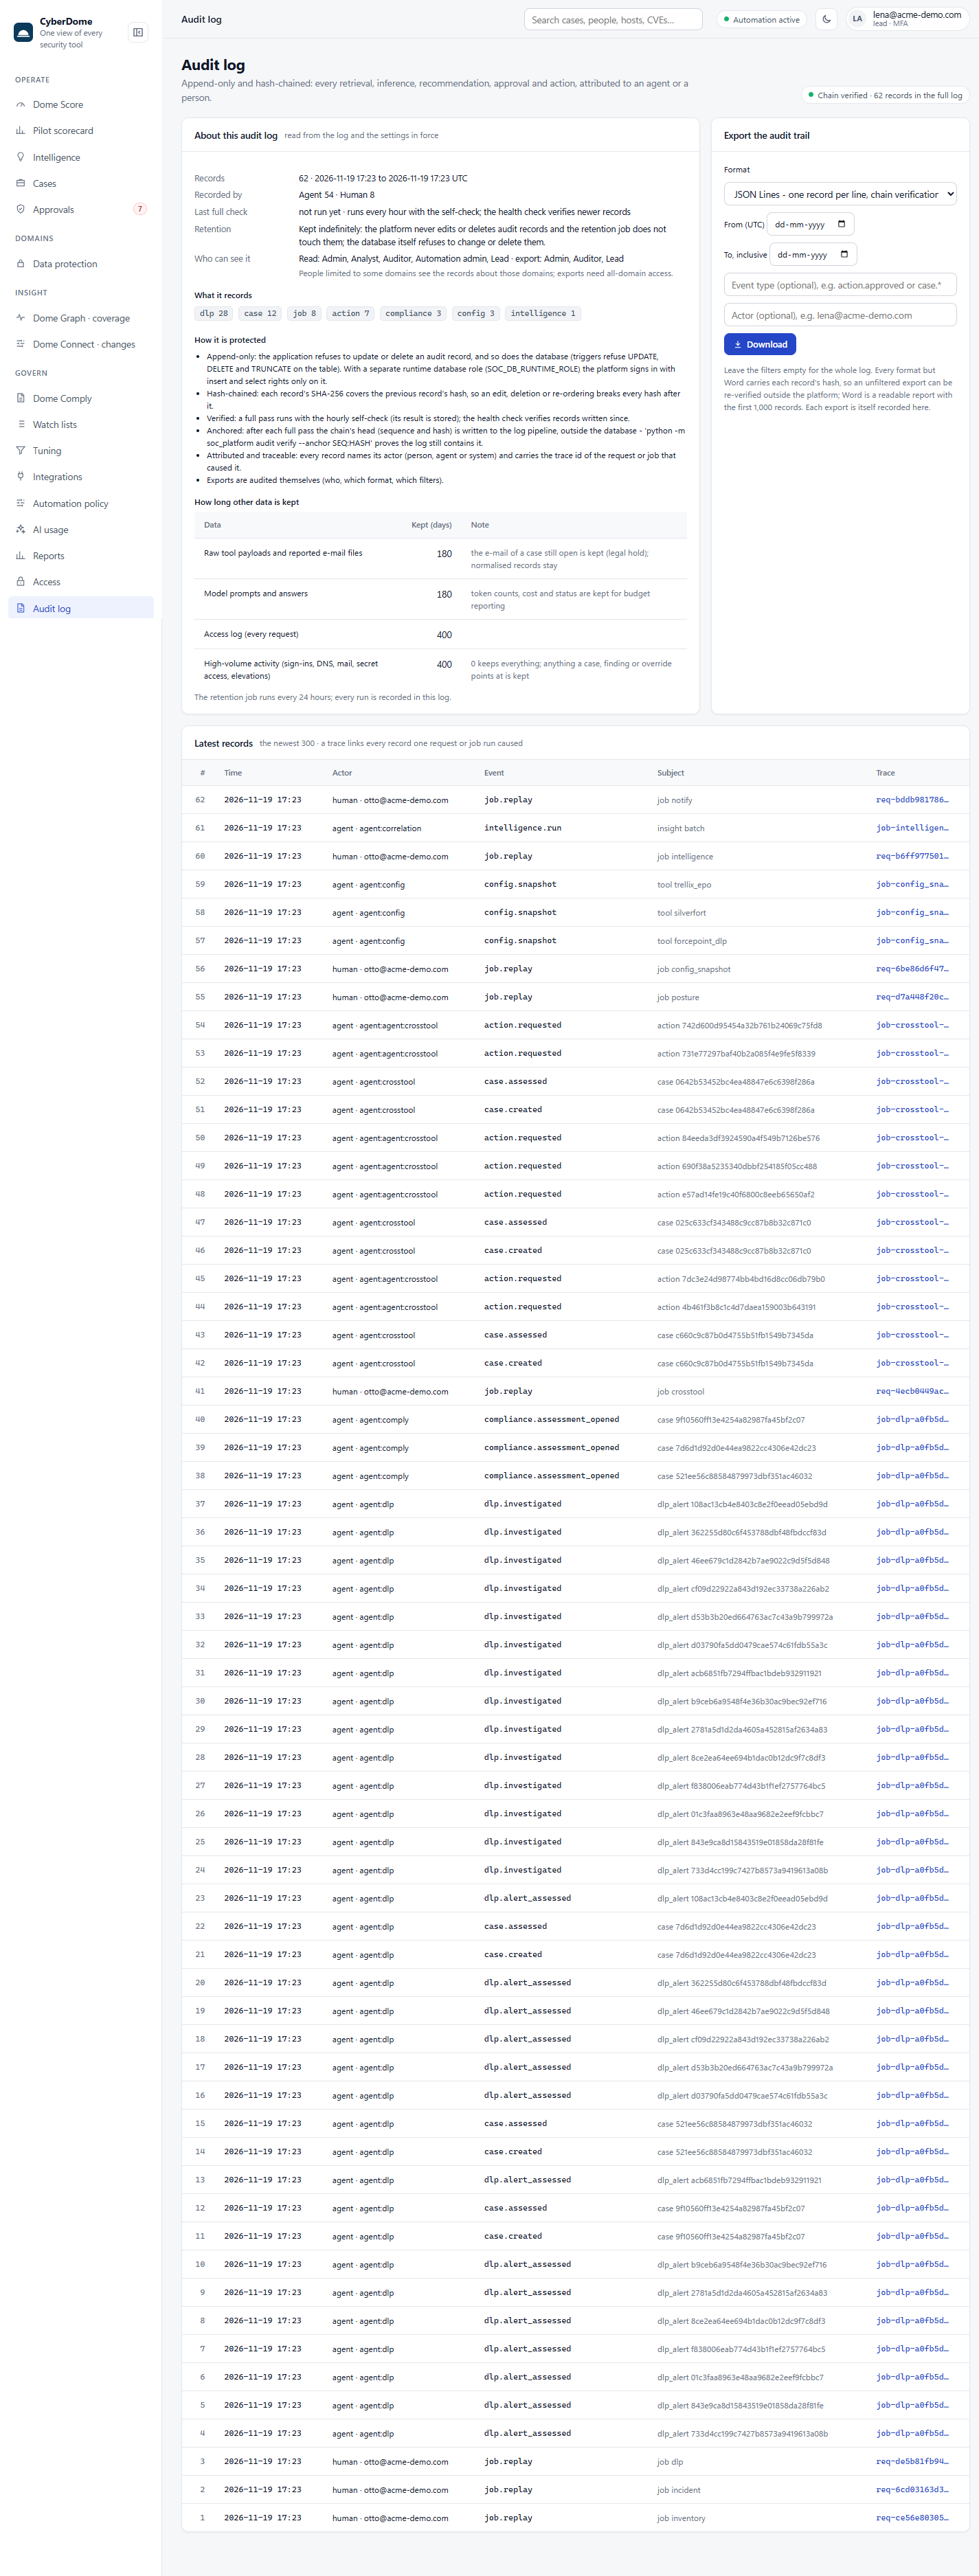 CyberDome
One view of every
security tool
OPERATE
Dome Score
Pilot scorecard
Intelligence
Cases
Approvals 7
DOMAINS
Data protection
INSIGHT
Dome Graph · coverage
Dome Connect · changes
GOVERN
Dome Comply
Watch lists
Tuning
Integrations
Automation policy
AI usage
Reports
Access
Audit log
Audit log
Search cases, people, hosts, CVEs...
Automation active
LA
lena@acme-demo.com
lead · MFA
Audit log
Append-only and hash-chained: every retrieval, inference, recommendation, approval and action, attributed to an agent or a
person.
Chain verified · 62 records in the full log
About this audit log read from the log and the settings in force
Records 62 · 2026-11-19 17:23 to 2026-11-19 17:23 UTC
Recorded by Agent 54 · Human 8
Last full check not run yet · runs every hour with the self-check; the health check verifies newer records
Retention Kept indefinitely: the platform never edits or deletes audit records and the retention job does not
touch them; the database itself refuses to change or delete them.
Who can see it Read: Admin, Analyst, Auditor, Automation admin, Lead · export: Admin, Auditor, Lead
People limited to some domains see the records about those domains; exports need all-domain access.
What it records
dlp 28 case 12 job 8 action 7 compliance 3 config 3 intelligence 1
How it is protected
• Append-only: the application refuses to update or delete an audit record, and so does the database (triggers refuse UPDATE,
DELETE and TRUNCATE on the table). With a separate runtime database role (SOC_DB_RUNTIME_ROLE) the platform signs in with
insert and select rights only on it.
• Hash-chained: each record's SHA-256 covers the previous record's hash, so an edit, deletion or re-ordering breaks every hash after
it.
• Verified: a full pass runs with the hourly self-check (its result is stored); the health check verifies records written since.
• Anchored: after each full pass the chain's head (sequence and hash) is written to the log pipeline, outside the database - 'python -m
soc_platform audit verify --anchor SEQ:HASH' proves the log still contains it.
• Attributed and traceable: every record names its actor (person, agent or system) and carries the trace id of the request or job that
caused it.
• Exports are audited themselves (who, which format, which filters).
How long other data is kept
Data Kept (days) Note
Raw tool payloads and reported e-mail files 180 the e-mail of a case still open is kept (legal hold);
normalised records stay
Model prompts and answers 180 token counts, cost and status are kept for budget
reporting
Access log (every request) 400
High-volume activity (sign-ins, DNS, mail, secret
access, elevations) 400 0 keeps everything; anything a case, finding or override
points at is kept
The retention job runs every 24 hours; every run is recorded in this log.
Export the audit trail
Format
JSON Lines - one record per line, chain verification
From (UTC) dd-mm-yyyy
To, inclusive dd-mm-yyyy
Event type (optional), e.g. action.approved or case.*
Actor (optional), e.g. lena@acme-demo.com
Download
Leave the filters empty for the whole log. Every format but
Word carries each record's hash, so an unfiltered export can be
re-verified outside the platform; Word is a readable report with
the first 1,000 records. Each export is itself recorded here.
Latest records the newest 300 · a trace links every record one request or job run caused
# Time Actor Event Subject Trace
62 2026-11-19 17:23 human · otto@acme-demo.com job.replay job notify req-bddb981786…
61 2026-11-19 17:23 agent · agent:correlation intelligence.run insight batch job-intelligen…
60 2026-11-19 17:23 human · otto@acme-demo.com job.replay job intelligence req-b6ff977501…
59 2026-11-19 17:23 agent · agent:config config.snapshot tool trellix_epo job-config_sna…
58 2026-11-19 17:23 agent · agent:config config.snapshot tool silverfort job-config_sna…
57 2026-11-19 17:23 agent · agent:config config.snapshot tool forcepoint_dlp job-config_sna…
56 2026-11-19 17:23 human · otto@acme-demo.com job.replay job config_snapshot req-6be86d6f47…
55 2026-11-19 17:23 human · otto@acme-demo.com job.replay job posture req-d7a448f20c…
54 2026-11-19 17:23 agent · agent:agent:crosstool action.requested action 742d600d95454a32b761b24069c75fd8 job-crosstool-…
53 2026-11-19 17:23 agent · agent:agent:crosstool action.requested action 731e77297baf40b2a085f4e9fe5f8339 job-crosstool-…
52 2026-11-19 17:23 agent · agent:crosstool case.assessed case 0642b53452bc4ea48847e6c6398f286a job-crosstool-…
51 2026-11-19 17:23 agent · agent:crosstool case.created case 0642b53452bc4ea48847e6c6398f286a job-crosstool-…
50 2026-11-19 17:23 agent · agent:agent:crosstool action.requested action 84eeda3df3924590a4f549b7126be576 job-crosstool-…
49 2026-11-19 17:23 agent · agent:agent:crosstool action.requested action 690f38a5235340dbbf254185f05cc488 job-crosstool-…
48 2026-11-19 17:23 agent · agent:agent:crosstool action.requested action e57ad14fe19c40f6800c8eeb65650af2 job-crosstool-…
47 2026-11-19 17:23 agent · agent:crosstool case.assessed case 025c633cf343488c9cc87b8b32c871c0 job-crosstool-…
46 2026-11-19 17:23 agent · agent:crosstool case.created case 025c633cf343488c9cc87b8b32c871c0 job-crosstool-…
45 2026-11-19 17:23 agent · agent:agent:crosstool action.requested action 7dc3e24d98774bb4bd16d8cc06db79b0 job-crosstool-…
44 2026-11-19 17:23 agent · agent:agent:crosstool action.requested action 4b461f3b8c1c4d7daea159003b643191 job-crosstool-…
43 2026-11-19 17:23 agent · agent:crosstool case.assessed case c660c9c87b0d4755b51fb1549b7345da job-crosstool-…
42 2026-11-19 17:23 agent · agent:crosstool case.created case c660c9c87b0d4755b51fb1549b7345da job-crosstool-…
41 2026-11-19 17:23 human · otto@acme-demo.com job.replay job crosstool req-4ecb0449ac…
40 2026-11-19 17:23 agent · agent:comply compliance.assessment_opened case 9f10560ff13e4254a82987fa45bf2c07 job-dlp-a0fb5d…
39 2026-11-19 17:23 agent · agent:comply compliance.assessment_opened case 7d6d1d92d0e44ea9822cc4306e42dc23 job-dlp-a0fb5d…
38 2026-11-19 17:23 agent · agent:comply compliance.assessment_opened case 521ee56c88584879973dbf351ac46032 job-dlp-a0fb5d…
37 2026-11-19 17:23 agent · agent:dlp dlp.investigated dlp_alert 108ac13cb4e8403c8e2f0eead05ebd9d job-dlp-a0fb5d…
36 2026-11-19 17:23 agent · agent:dlp dlp.investigated dlp_alert 362255d80c6f453788dbf48fbdccf83d job-dlp-a0fb5d…
35 2026-11-19 17:23 agent · agent:dlp dlp.investigated dlp_alert 46ee679c1d2842b7ae9022c9d5f5d848 job-dlp-a0fb5d…
34 2026-11-19 17:23 agent · agent:dlp dlp.investigated dlp_alert cf09d22922a843d192ec33738a226ab2 job-dlp-a0fb5d…
33 2026-11-19 17:23 agent · agent:dlp dlp.investigated dlp_alert d53b3b20ed664763ac7c43a9b799972a job-dlp-a0fb5d…
32 2026-11-19 17:23 agent · agent:dlp dlp.investigated dlp_alert d03790fa5dd0479cae574c61fdb55a3c job-dlp-a0fb5d…
31 2026-11-19 17:23 agent · agent:dlp dlp.investigated dlp_alert acb6851fb7294ffbac1bdeb932911921 job-dlp-a0fb5d…
30 2026-11-19 17:23 agent · agent:dlp dlp.investigated dlp_alert b9ceb6a9548f4e36b30ac9bec92ef716 job-dlp-a0fb5d…
29 2026-11-19 17:23 agent · agent:dlp dlp.investigated dlp_alert 2781a5d1d2da4605a452815af2634a83 job-dlp-a0fb5d…
28 2026-11-19 17:23 agent · agent:dlp dlp.investigated dlp_alert 8ce2ea64ee694b1dac0b12dc9f7c8df3 job-dlp-a0fb5d…
27 2026-11-19 17:23 agent · agent:dlp dlp.investigated dlp_alert f838006eab774d43b1f1ef2757764bc5 job-dlp-a0fb5d…
26 2026-11-19 17:23 agent · agent:dlp dlp.investigated dlp_alert 01c3faa8963e48aa9682e2eef9fcbbc7 job-dlp-a0fb5d…
25 2026-11-19 17:23 agent · agent:dlp dlp.investigated dlp_alert 843e9ca8d15843519e01858da28f81fe job-dlp-a0fb5d…
24 2026-11-19 17:23 agent · agent:dlp dlp.investigated dlp_alert 733d4cc199c7427b8573a9419613a08b job-dlp-a0fb5d…
23 2026-11-19 17:23 agent · agent:dlp dlp.alert_assessed dlp_alert 108ac13cb4e8403c8e2f0eead05ebd9d job-dlp-a0fb5d…
22 2026-11-19 17:23 agent · agent:dlp case.assessed case 7d6d1d92d0e44ea9822cc4306e42dc23 job-dlp-a0fb5d…
21 2026-11-19 17:23 agent · agent:dlp case.created case 7d6d1d92d0e44ea9822cc4306e42dc23 job-dlp-a0fb5d…
20 2026-11-19 17:23 agent · agent:dlp dlp.alert_assessed dlp_alert 362255d80c6f453788dbf48fbdccf83d job-dlp-a0fb5d…
19 2026-11-19 17:23 agent · agent:dlp dlp.alert_assessed dlp_alert 46ee679c1d2842b7ae9022c9d5f5d848 job-dlp-a0fb5d…
18 2026-11-19 17:23 agent · agent:dlp dlp.alert_assessed dlp_alert cf09d22922a843d192ec33738a226ab2 job-dlp-a0fb5d…
17 2026-11-19 17:23 agent · agent:dlp dlp.alert_assessed dlp_alert d53b3b20ed664763ac7c43a9b799972a job-dlp-a0fb5d…
16 2026-11-19 17:23 agent · agent:dlp dlp.alert_assessed dlp_alert d03790fa5dd0479cae574c61fdb55a3c job-dlp-a0fb5d…
15 2026-11-19 17:23 agent · agent:dlp case.assessed case 521ee56c88584879973dbf351ac46032 job-dlp-a0fb5d…
14 2026-11-19 17:23 agent · agent:dlp case.created case 521ee56c88584879973dbf351ac46032 job-dlp-a0fb5d…
13 2026-11-19 17:23 agent · agent:dlp dlp.alert_assessed dlp_alert acb6851fb7294ffbac1bdeb932911921 job-dlp-a0fb5d…
12 2026-11-19 17:23 agent · agent:dlp case.assessed case 9f10560ff13e4254a82987fa45bf2c07 job-dlp-a0fb5d…
11 2026-11-19 17:23 agent · agent:dlp case.created case 9f10560ff13e4254a82987fa45bf2c07 job-dlp-a0fb5d…
10 2026-11-19 17:23 agent · agent:dlp dlp.alert_assessed dlp_alert b9ceb6a9548f4e36b30ac9bec92ef716 job-dlp-a0fb5d…
9 2026-11-19 17:23 agent · agent:dlp dlp.alert_assessed dlp_alert 2781a5d1d2da4605a452815af2634a83 job-dlp-a0fb5d…
8 2026-11-19 17:23 agent · agent:dlp dlp.alert_assessed dlp_alert 8ce2ea64ee694b1dac0b12dc9f7c8df3 job-dlp-a0fb5d…
7 2026-11-19 17:23 agent · agent:dlp dlp.alert_assessed dlp_alert f838006eab774d43b1f1ef2757764bc5 job-dlp-a0fb5d…
6 2026-11-19 17:23 agent · agent:dlp dlp.alert_assessed dlp_alert 01c3faa8963e48aa9682e2eef9fcbbc7 job-dlp-a0fb5d…
5 2026-11-19 17:23 agent · agent:dlp dlp.alert_assessed dlp_alert 843e9ca8d15843519e01858da28f81fe job-dlp-a0fb5d…
4 2026-11-19 17:23 agent · agent:dlp dlp.alert_assessed dlp_alert 733d4cc199c7427b8573a9419613a08b job-dlp-a0fb5d…
3 2026-11-19 17:23 human · otto@acme-demo.com job.replay job dlp req-de5b81fb94…
2 2026-11-19 17:23 human · otto@acme-demo.com job.replay job incident req-6cd03163d3…
1 2026-11-19 17:23 human · otto@acme-demo.com job.replay job inventory req-ce56e80305…